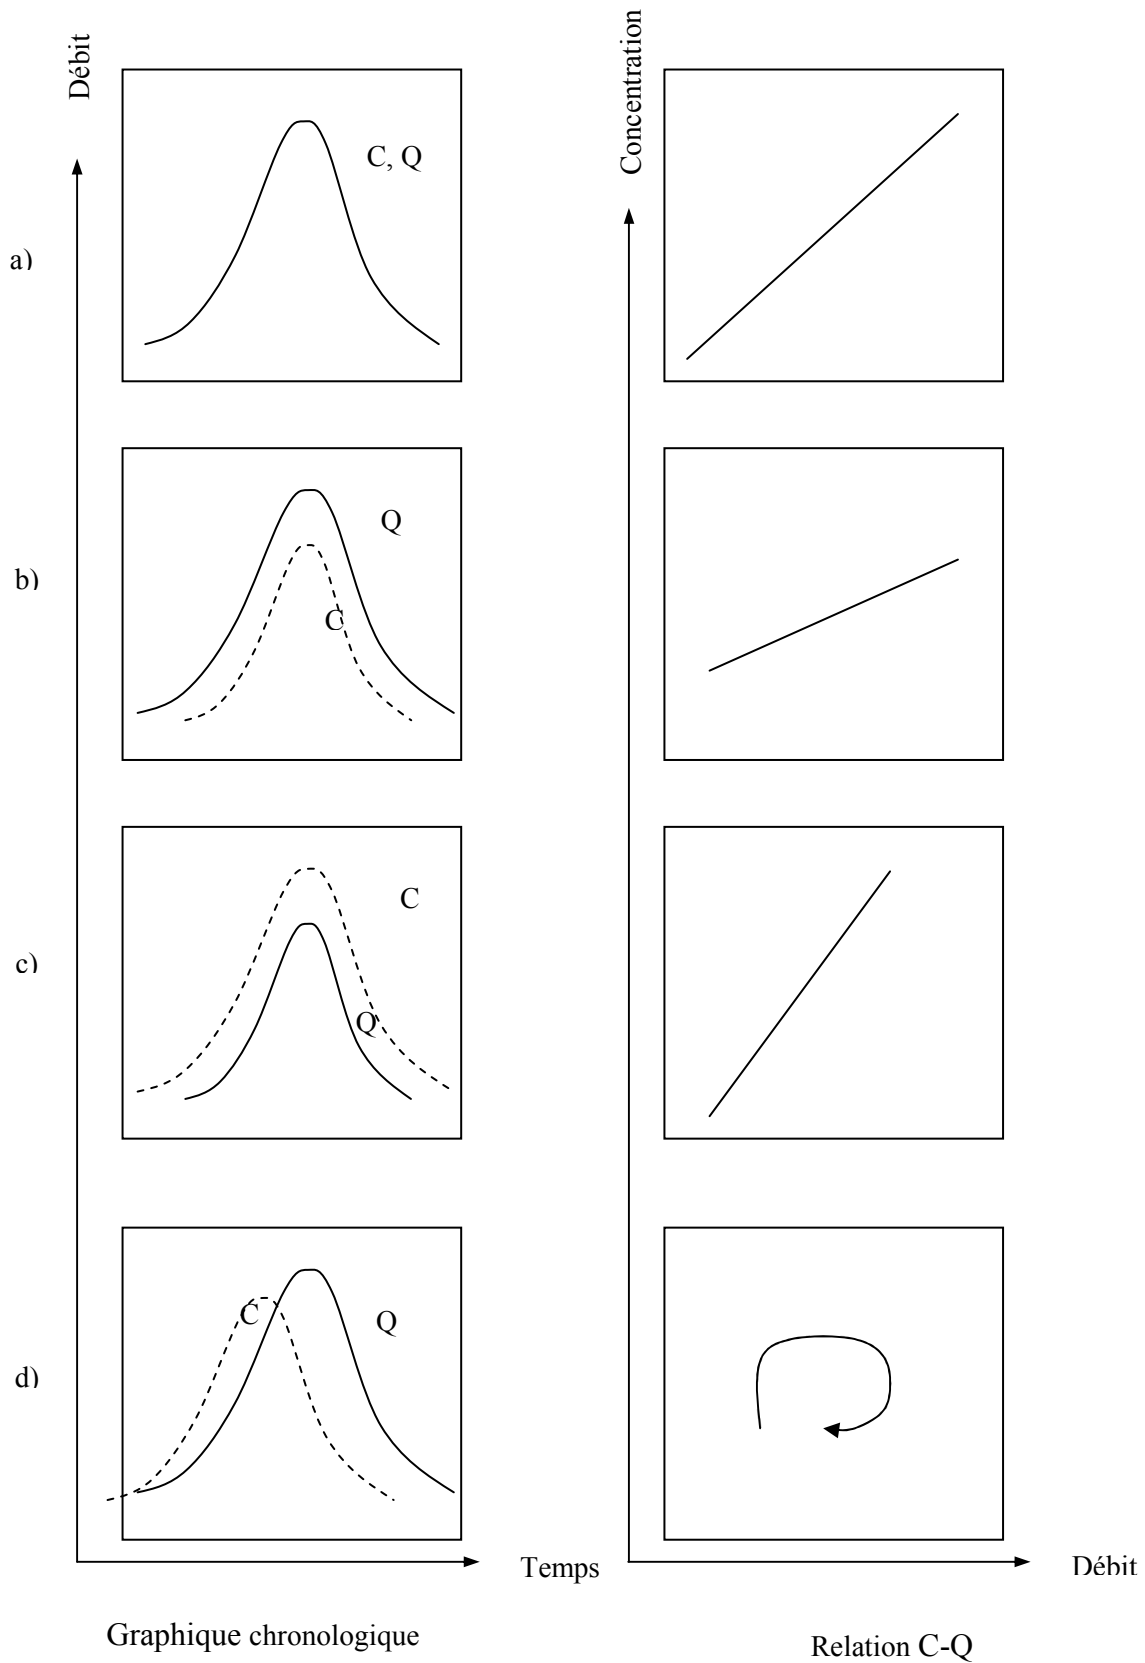 Débit
Concentration
a)
C, Q
b)
Q
C
c)
C
Q
d)
C
Q
Temps
Débit
Graphique chronologique
Relation C-Q